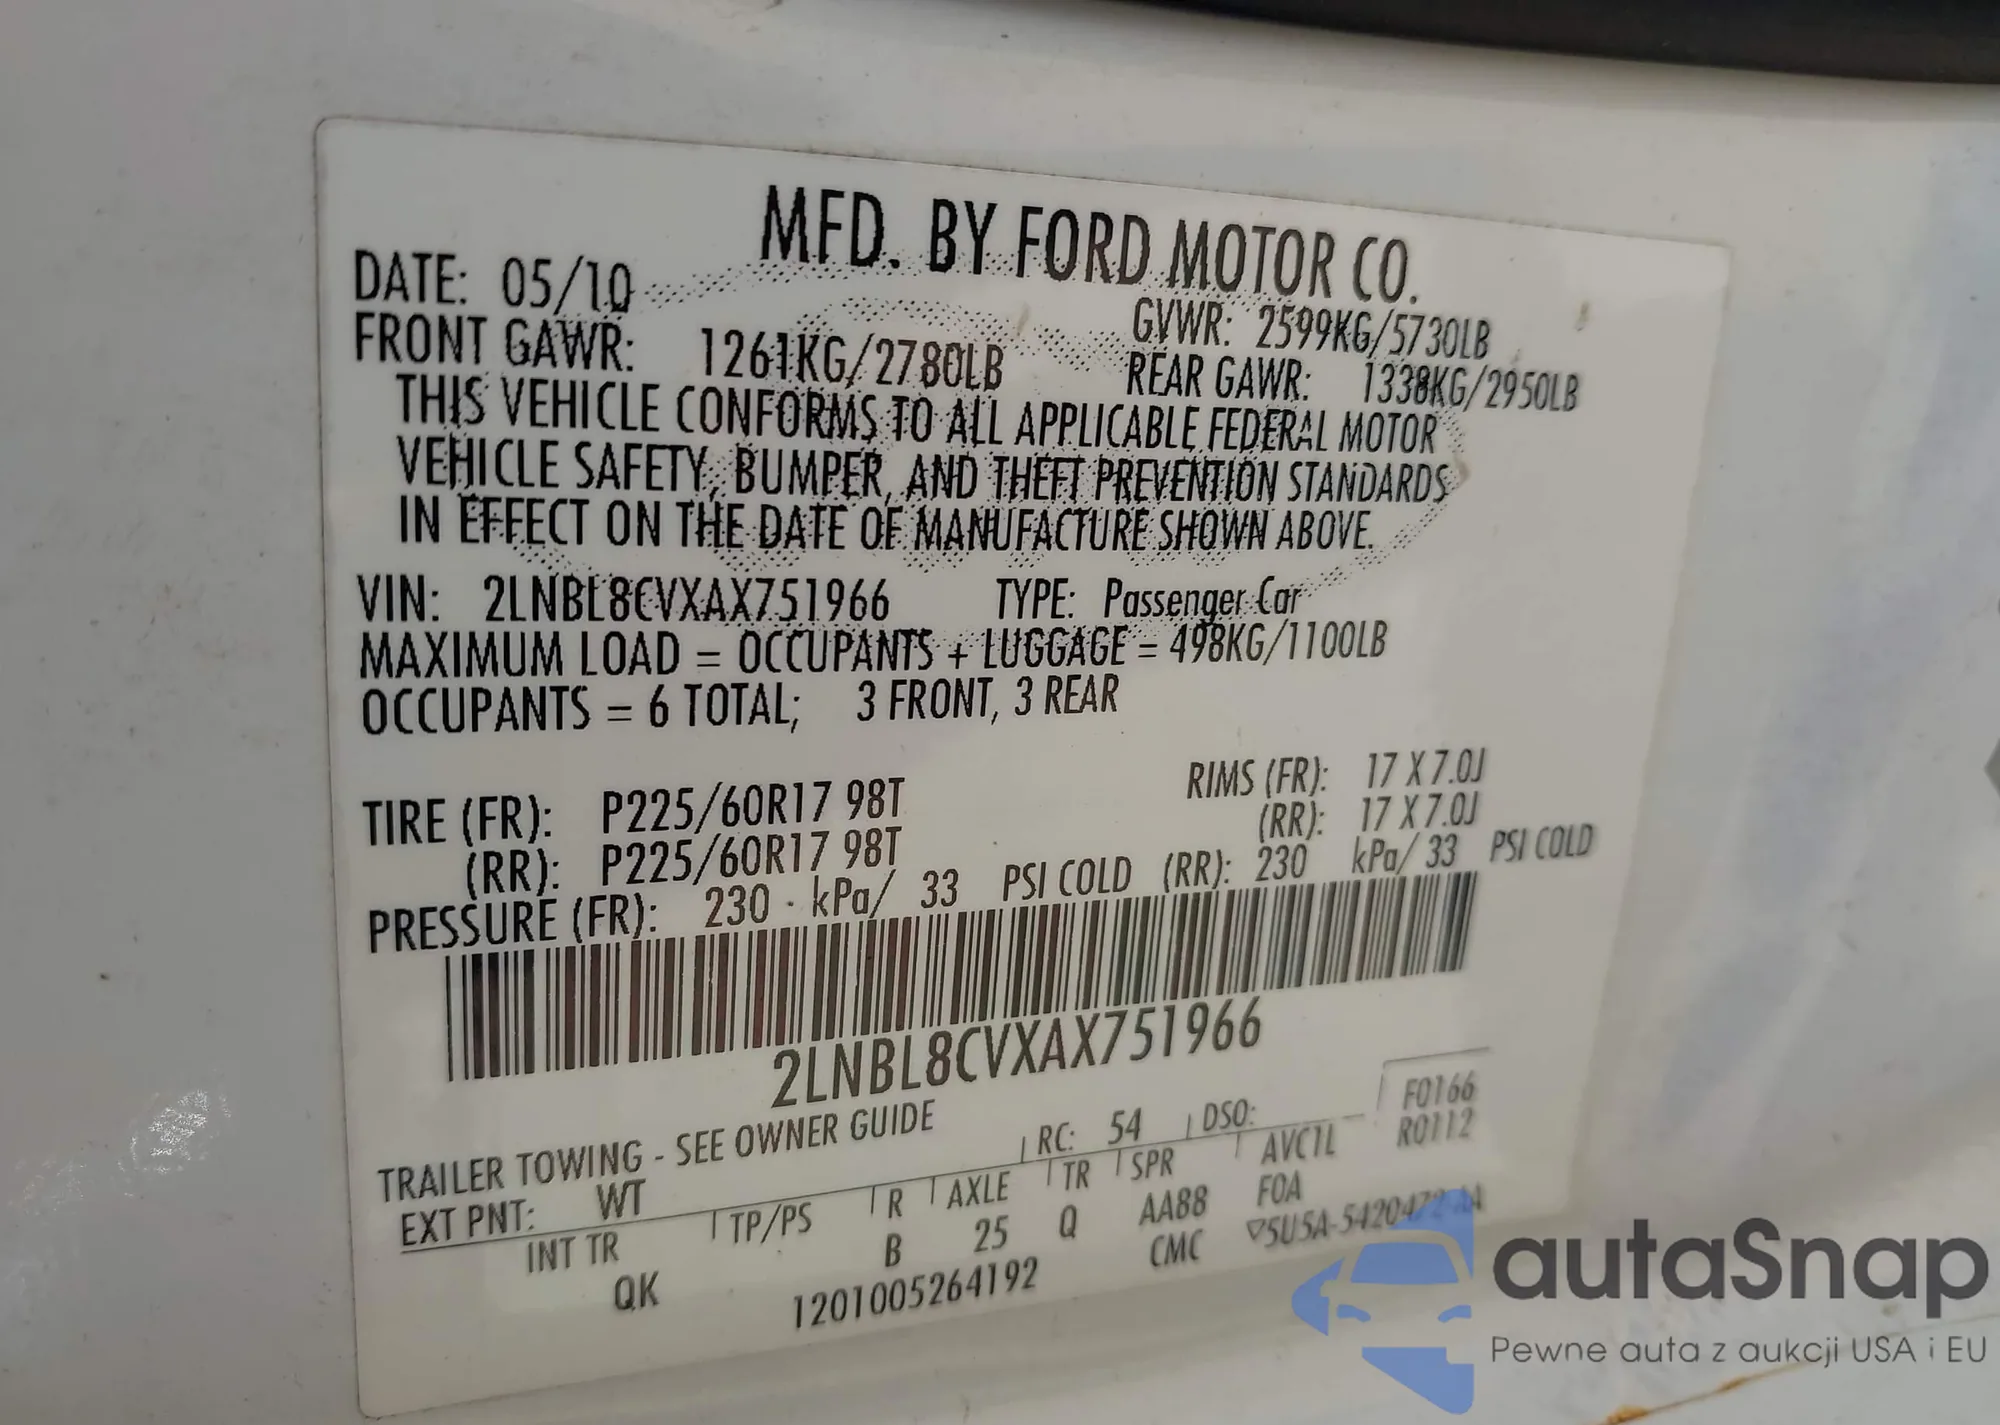 MFD. BY FORD MOTOR CO.
DATE: 05/10
GVWR: 2599KG/5730LB
FRONT GAWR: 1261KG/2780LB
REAR GAWR: 1338KG/2950LB
THIS VEHICLE CONFORMS TO ALL APPLICABLE FEDERAL MOTOR
VEHICLE SAFETY, BUMPER, AND THEFT PREVENTION STANDARDS
IN EFFECT ON THE DATE OF MANUFACTURE SHOWN ABOVE.
VIN: 2LNBL8CVXAX751966 TYPE: Passenger Car
MAXIMUM LOAD = OCCUPANTS + LUGGAGE = 498KG/1100LB
OCCUPANTS = 6 TOTAL; 3 FRONT, 3 REAR
TIRE (FR): P225/60R17 98T RIMS (FR): 17 X 7.0J
(RR): P225/60R17 98T (RR): 17 X 7.0J
PRESSURE (FR): 230 kPa/ 33 PSI COLD (RR): 230 kPa/ 33 PSI COLD
2LNBL8CVXAX751966
TRAILER TOWING - SEE OWNER GUIDE
F0166
R0112
EXT PNT: WT RC: 54 DSO:
INT TR TP/PS R AXLE TR SPR AVC1L
QK B 25 Q AA88 FOA
1201005264192 CMC ▽5U5A-5420472-AA
autaSnap
Pewne auta z aukcji USA i EU